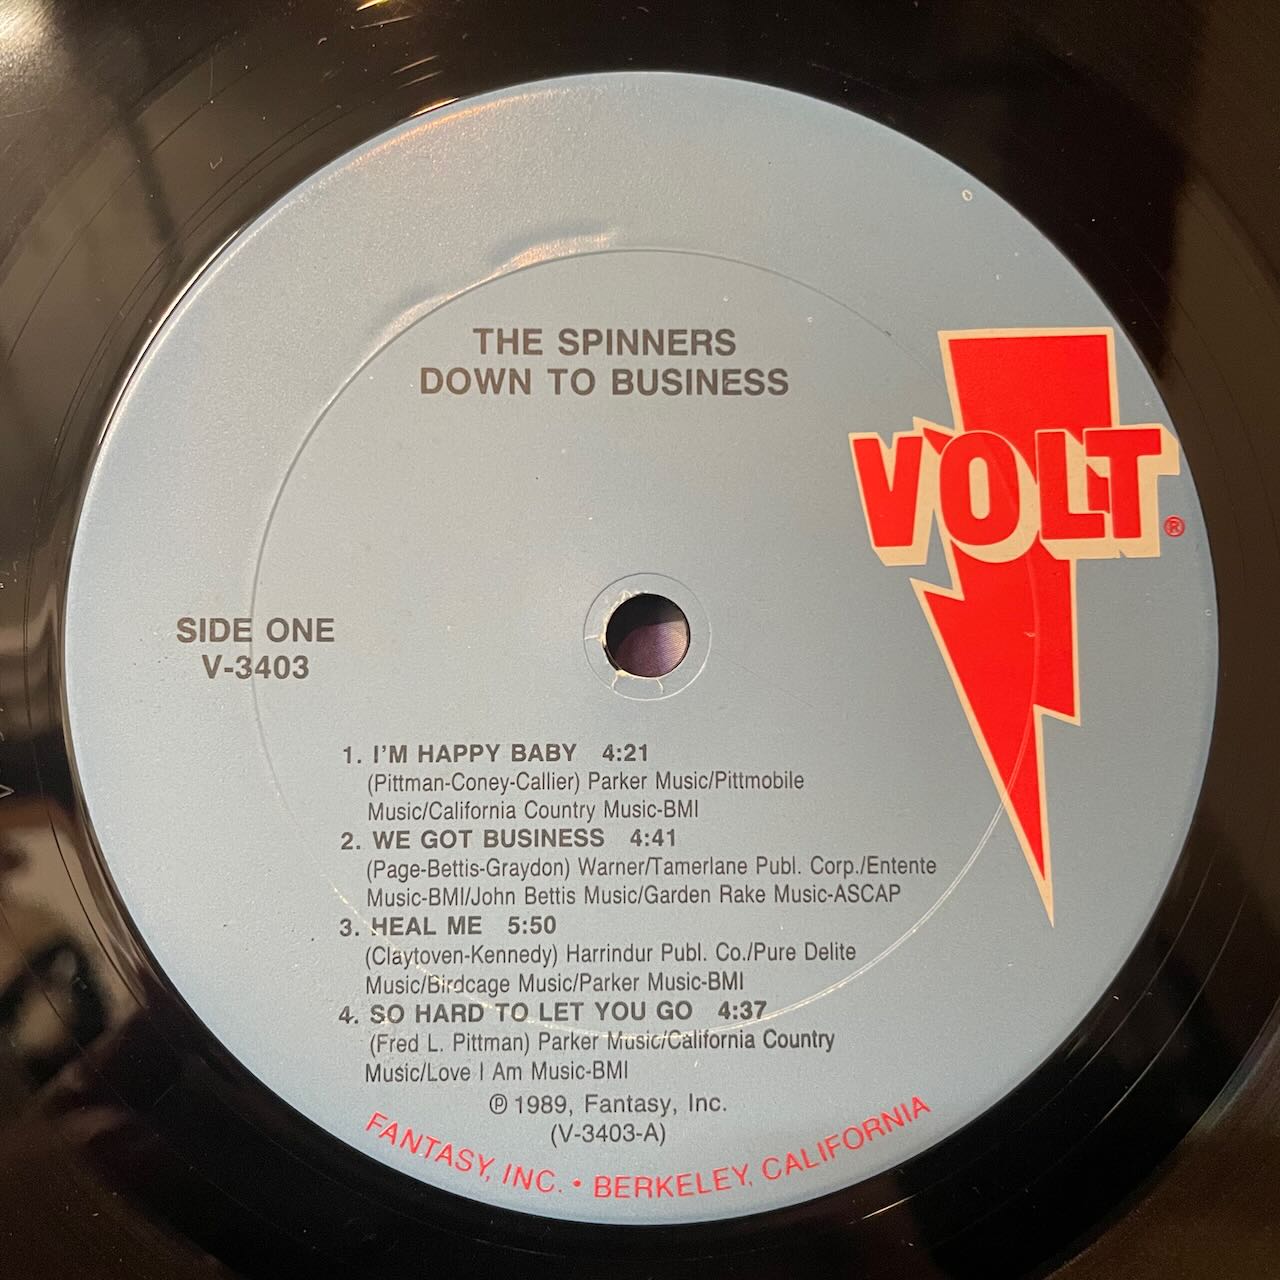 THE SPINNERS
DOWN TO BUSINESS
VOLT®
SIDE ONE
V-3403
1. I'M HAPPY BABY 4:21
(Pittman-Coney-Callier) Parker Music/Pittmobile
Music/California Country Music-BMI
2. WE GOT BUSINESS 4:41
(Page-Bettis-Graydon) Warner/Tamerlane Publ. Corp./Entente
Music-BMI/John Bettis Music/Garden Rake Music-ASCAP
3. HEAL ME 5:50
(Claytoven-Kennedy) Harrindur Publ. Co./Pure Delite
Music/Birdcage Music/Parker Music-BMI
4. SO HARD TO LET YOU GO 4:37
(Fred L. Pittman) Parker Music/California Country
Music/Love I Am Music-BMI
℗ 1989, Fantasy, Inc.
(V-3403-A)
FANTASY, INC. • BERKELEY, CALIFORNIA